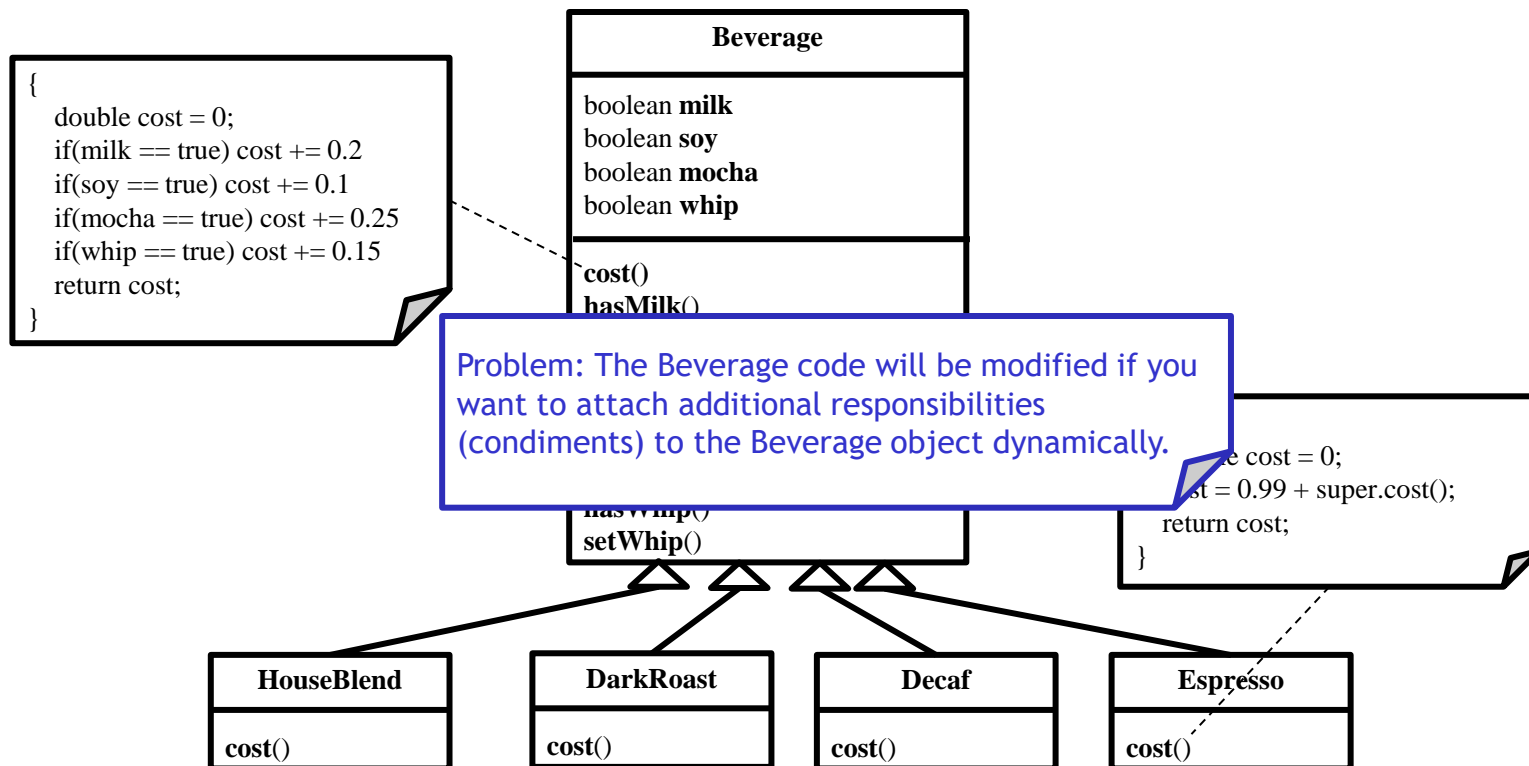 Beverage
boolean milk
boolean soy
boolean mocha
boolean whip
cost()
hasMilk()
hasWhip()
setWhip()
{
double cost = 0;
if(milk == true) cost += 0.2
if(soy == true) cost += 0.1
if(mocha == true) cost += 0.25
if(whip == true) cost += 0.15
return cost;
}
Problem: The Beverage code will be modified if you
want to attach additional responsibilities
(condiments) to the Beverage object dynamically.
cost = 0;
= 0.99 + super.cost();
return cost;
}
HouseBlend
cost()
DarkRoast
cost()
Decaf
cost()
Espresso
cost()